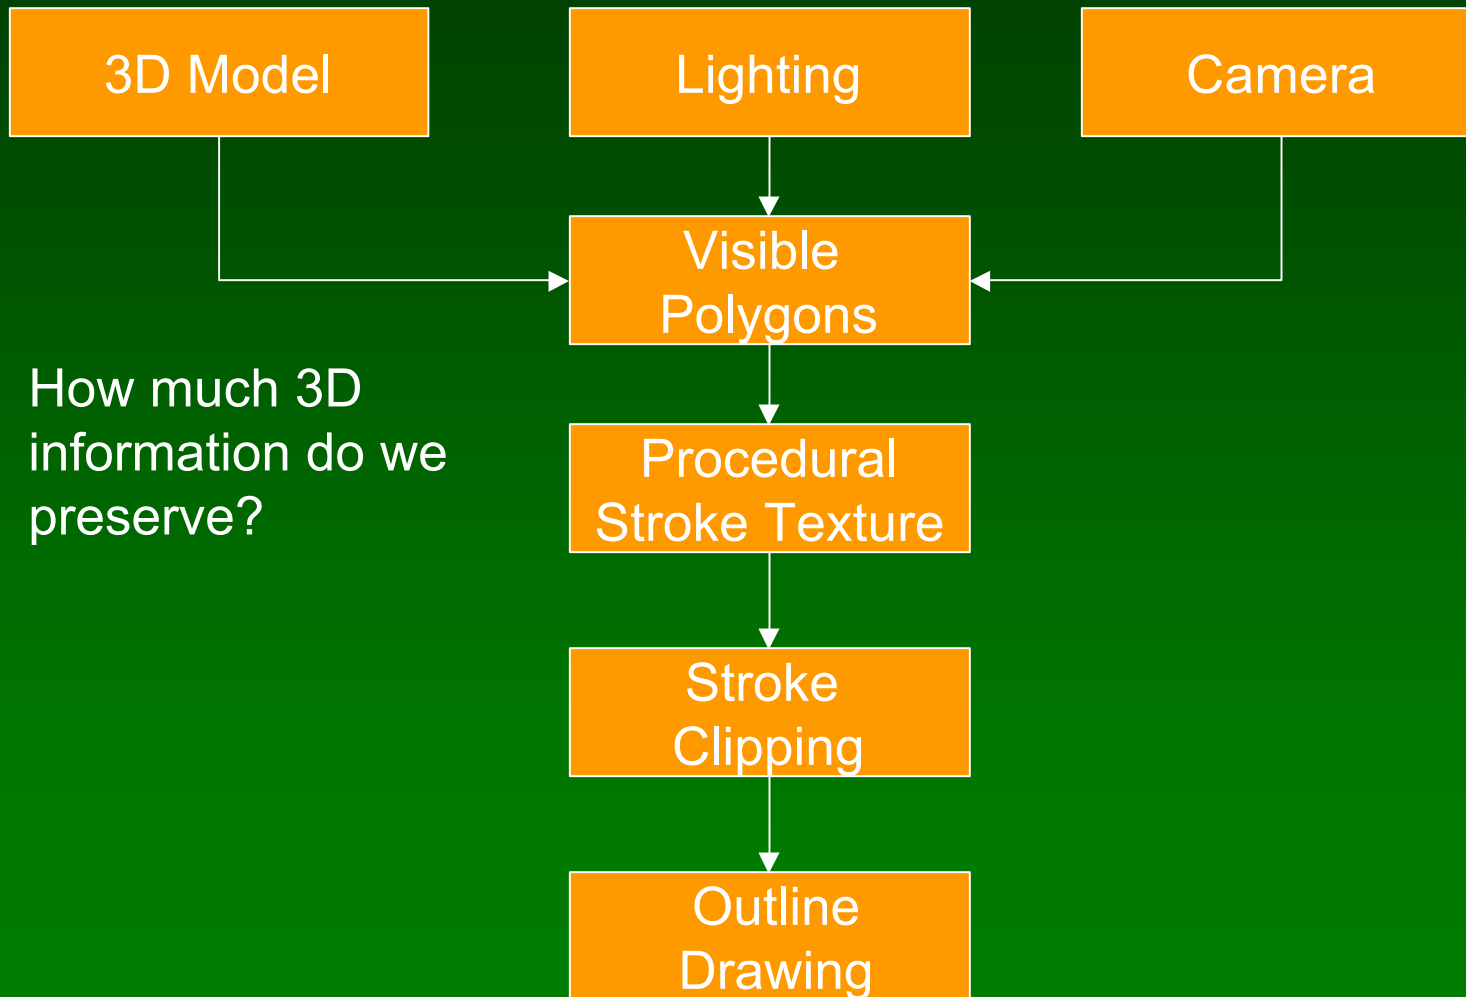 3D Model
Lighting
Camera
Visible
Polygons
How much 3D
information do we
preserve?
Procedural
Stroke Texture
Stroke
Clipping
Outline
Drawing